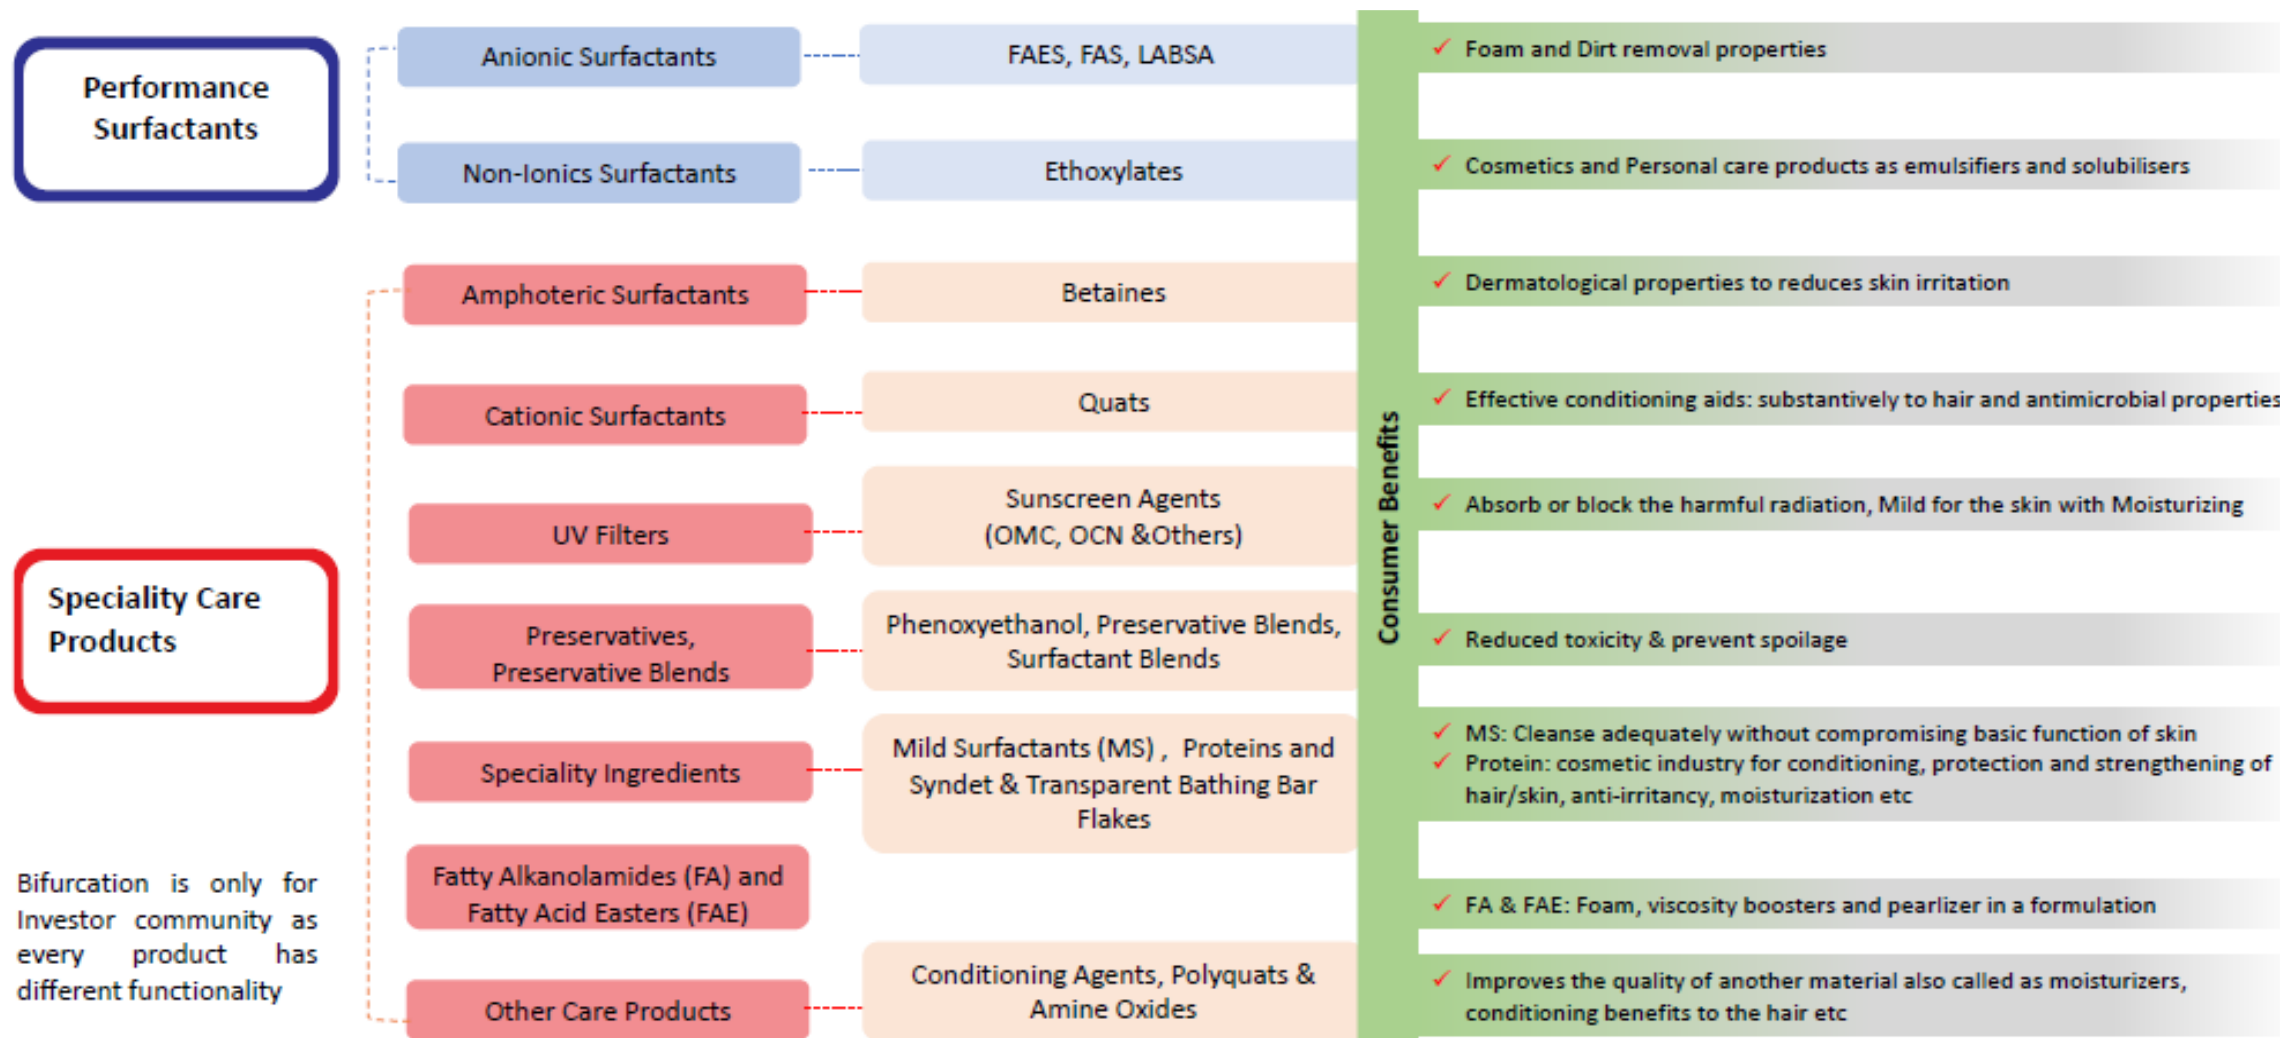 Performance
Surfactants
Anionic Surfactants
FAES, FAS, LABSA
✓ Foam and Dirt removal properties
Non-Ionics Surfactants
Ethoxylates
✓ Cosmetics and Personal care products as emulsifiers and solubilisers
Amphoteric Surfactants
Betaines
✓ Dermatological properties to reduces skin irritation
Cationic Surfactants
Quats
✓ Effective conditioning aids: substantively to hair and antimicrobial properties
Consumer Benefits
UV Filters
Sunscreen Agents
(OMC, OCN &Others)
✓ Absorb or block the harmful radiation, Mild for the skin with Moisturizing
Speciality Care
Products
Preservatives,
Preservative Blends
Phenoxyethanol, Preservative Blends,
Surfactant Blends
✓ Reduced toxicity & prevent spoilage
Speciality Ingredients
Mild Surfactants (MS) , Proteins and
Syndet & Transparent Bathing Bar
Flakes
✓ MS: Cleanse adequately without compromising basic function of skin
✓ Protein: cosmetic industry for conditioning, protection and strengthening of
hair/skin, anti-irritancy, moisturization etc
Fatty Alkanolamides (FA) and
Fatty Acid Easters (FAE)
✓ FA & FAE: Foam, viscosity boosters and pearlizer in a formulation
Other Care Products
Conditioning Agents, Polyquats &
Amine Oxides
✓ Improves the quality of another material also called as moisturizers,
conditioning benefits to the hair etc
Bifurcation is only for
Investor community as
every product has
different functionality